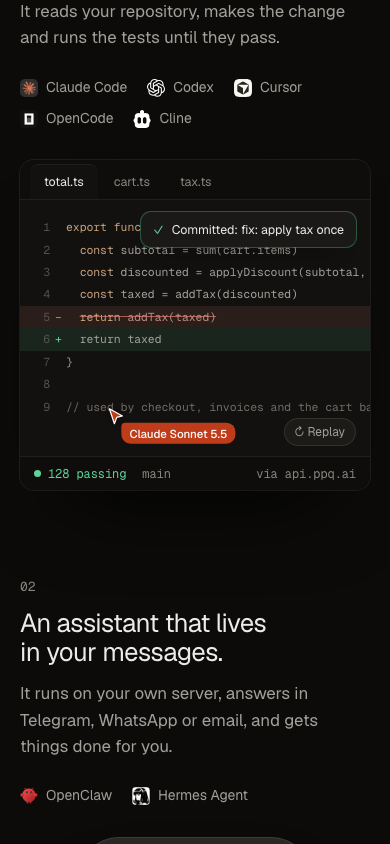 It reads your repository, makes the change
and runs the tests until they pass.
Claude Code Codex Cursor
OpenCode Cline
total.ts cart.ts tax.ts
✓ Committed: fix: apply tax once
1 export func
2 const subtotal = sum(cart.items)
3 const discounted = applyDiscount(subtotal,
4 const taxed = addTax(discounted)
5 − return addTax(taxed)
6 + return taxed
7 }
8
9 // used by checkout, invoices and the cart ba
Claude Sonnet 5.5
Replay
128 passing main via api.ppq.ai
02
An assistant that lives
in your messages.
It runs on your own server, answers in
Telegram, WhatsApp or email, and gets
things done for you.
OpenClaw Hermes Agent